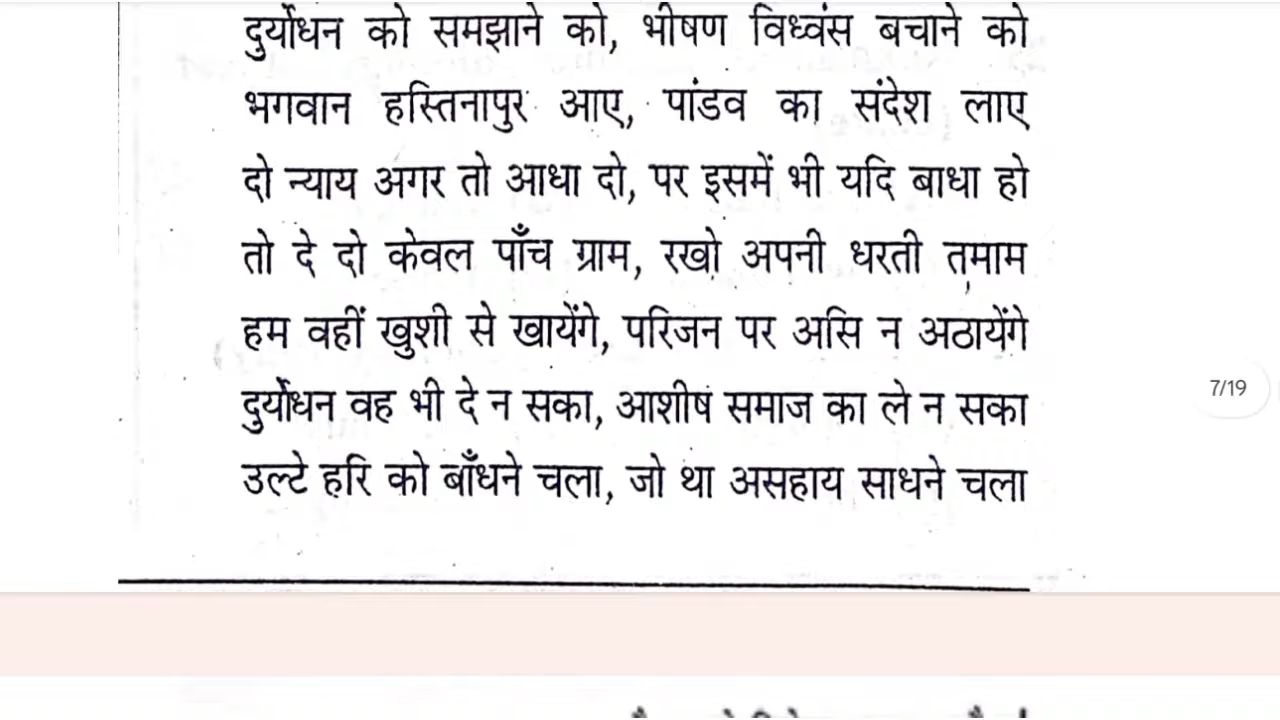 दुर्योधन को समझाने को, भीषण विध्वंस बचाने को
भगवान हस्तिनापुर आए, पांडव का संदेश लाए
दो न्याय अगर तो आधा दो, पर इसमें भी यदि बाधा हो
तो दे दो केवल पाँच ग्राम, रखो अपनी धरती तमाम
हम वहीं खुशी से खायेंगे, परिजन पर असि न अठायेंगे
दुर्योधन वह भी दे न सका, आशीष समाज का ले न सका
उल्टे हरि को बाँधने चला, जो था असहाय साधने चला
7/19